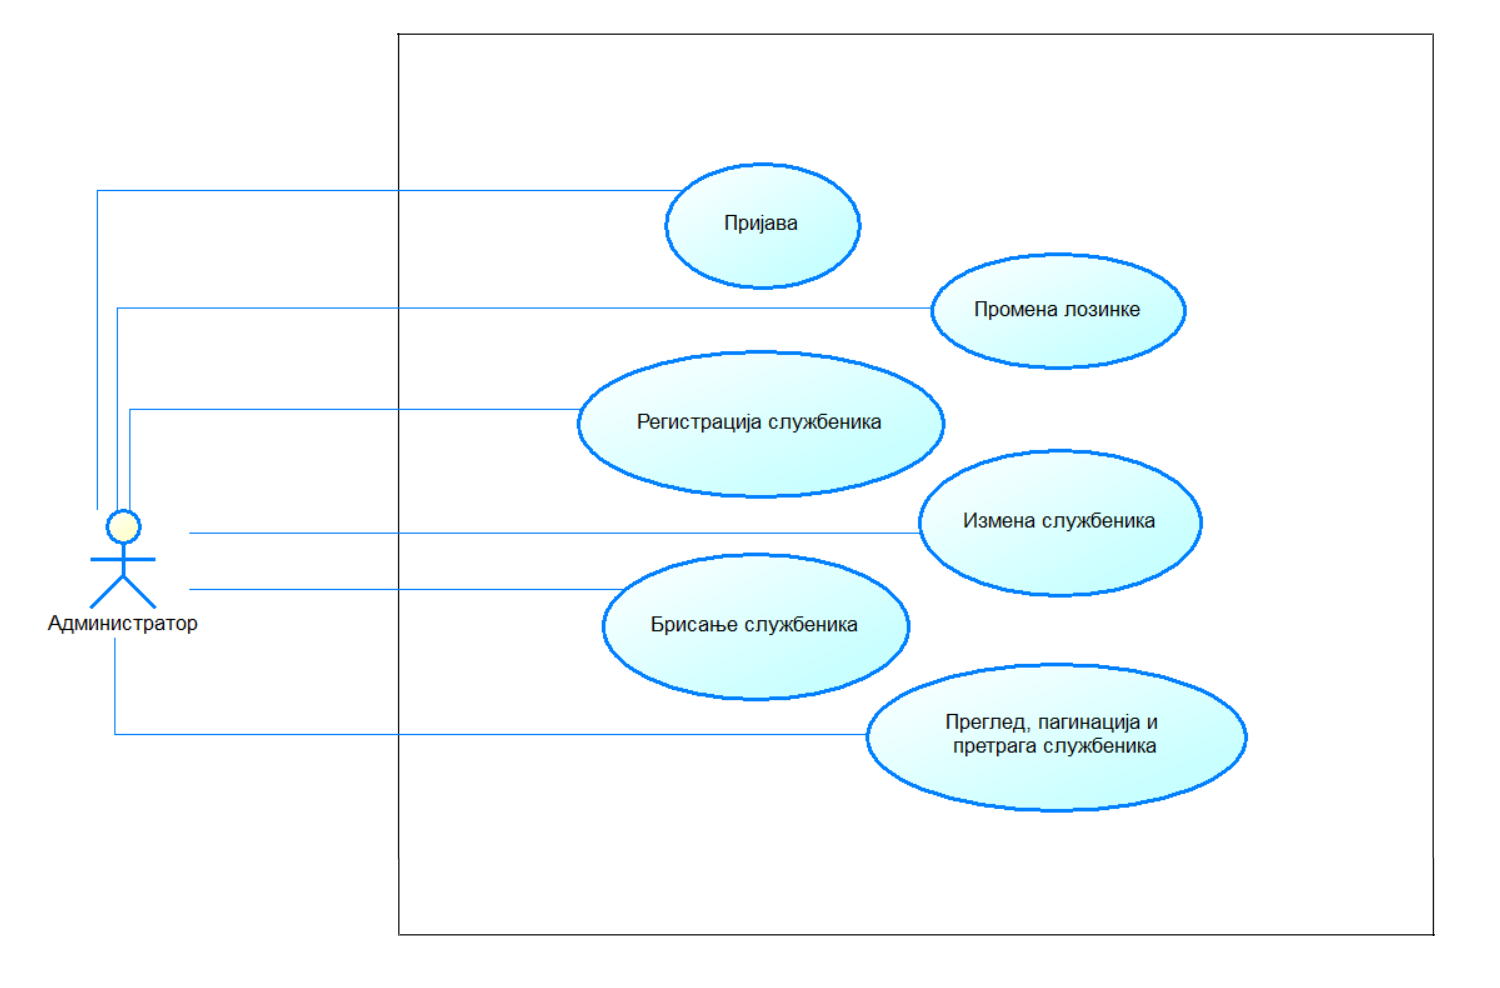 Пријава
Промена лозинке
Регистрација службеника
Измена службеника
Брисање службеника
Администратор
Преглед, пагинација и
претрага службеника